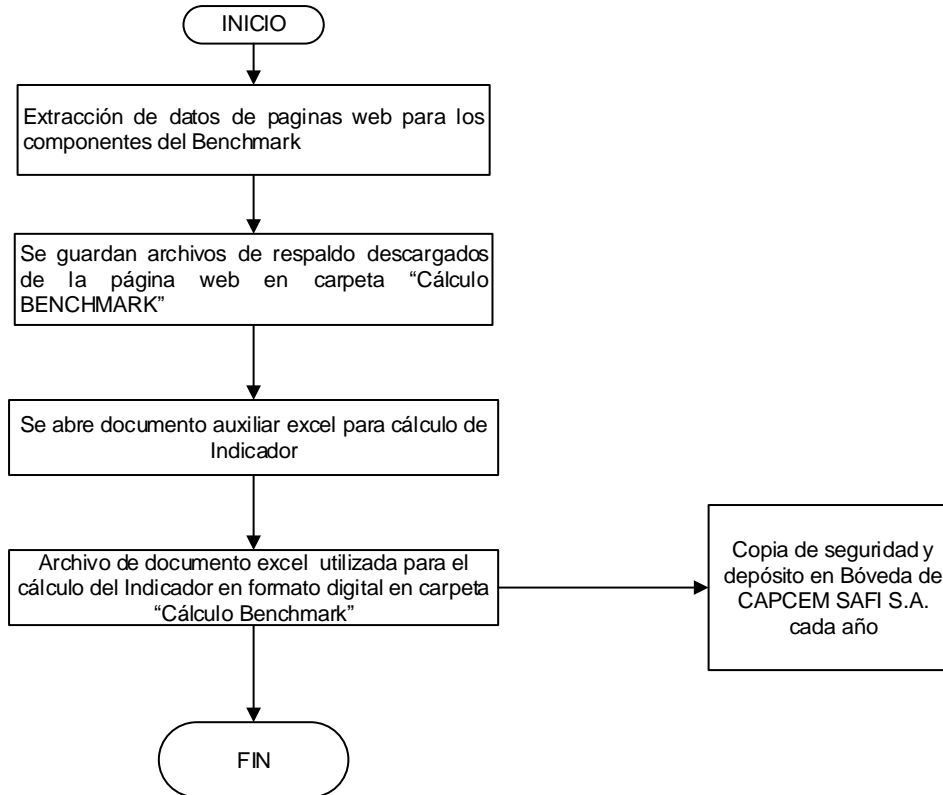 INICIO
Extracción de datos de paginas web para los
componentes del Benchmark
Se guardan archivos de respaldo descargados
de la página web en carpeta “Cálculo
BENCHMARK”
Se abre documento auxiliar excel para cálculo de
Indicador
Archivo de documento excel utilizada para el
cálculo del Indicador en formato digital en carpeta
“Cálculo Benchmark”
Copia de seguridad y
depósito en Bóveda de
CAPCEM SAFI S.A.
cada año
FIN